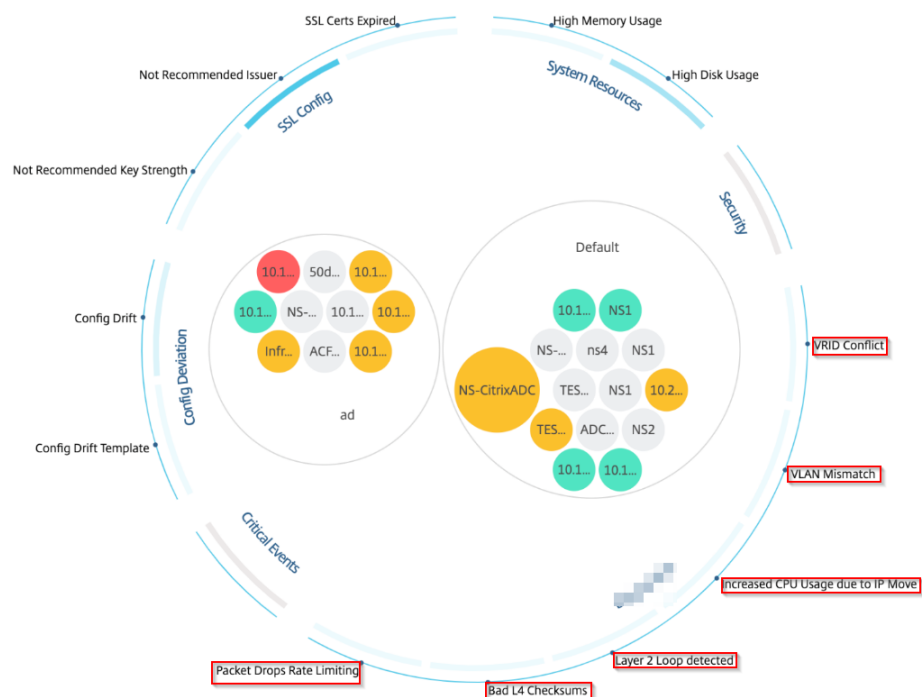 SSL Certs Expired
High Memory Usage
Not Recommended Issuer
High Disk Usage
SSL Config
System Resources
Not Recommended Key Strength
Security
Default
10.1...
50d...
10.1...
10.1...
NS-...
10.1...
10.1...
Infr...
ACF...
10.1...
ad
10.1...
NS1
NS-...
ns4
NS1
NS-CitrixADC
TES...
NS1
10.2...
TES...
ADC...
NS2
10.1...
10.1...
Config Drift
Config Deviation
Config Drift Template
VRID Conflict
VLAN Mismatch
Critical Events
Increased CPU Usage due to IP Move
Layer 2 Loop detected
Packet Drops Rate Limiting
Bad L4 Checksums